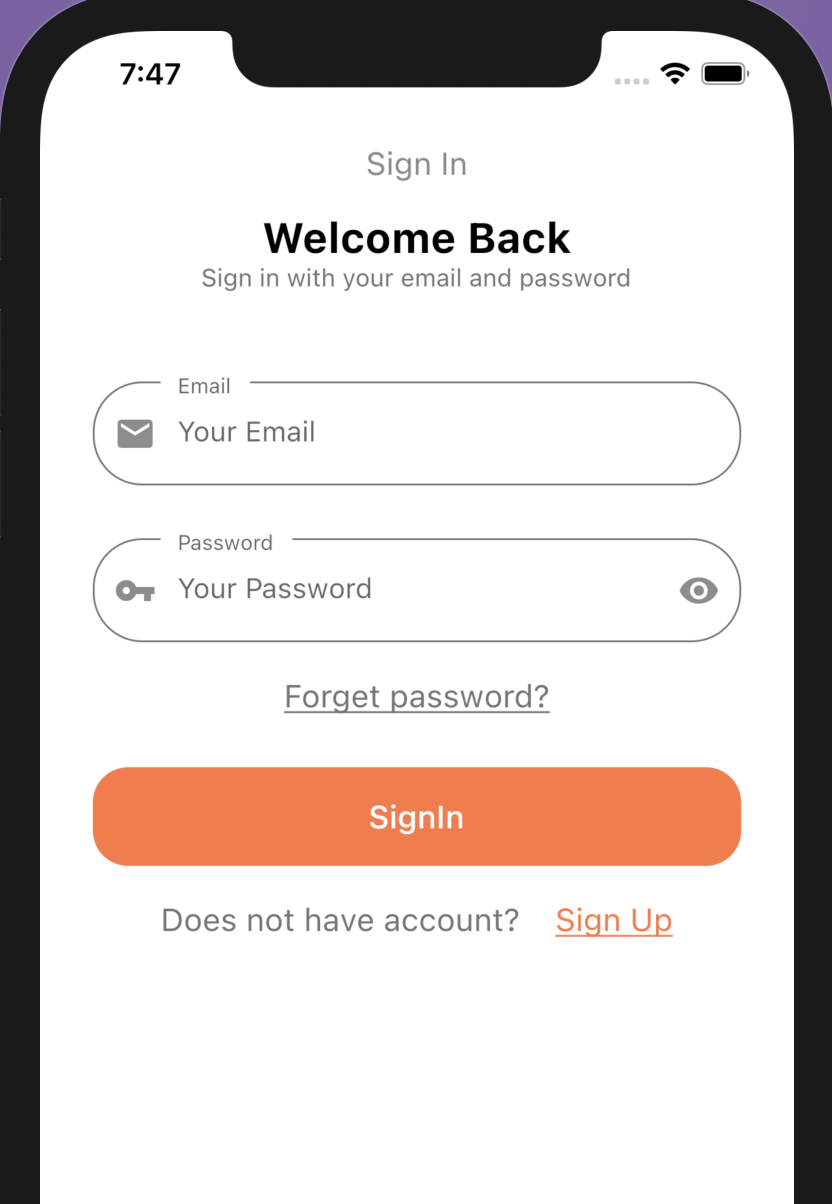 7:47
Sign In
Welcome Back
Sign in with your email and password
Email
Your Email
Password
Your Password
Forget password?
SignIn
Does not have account? Sign Up